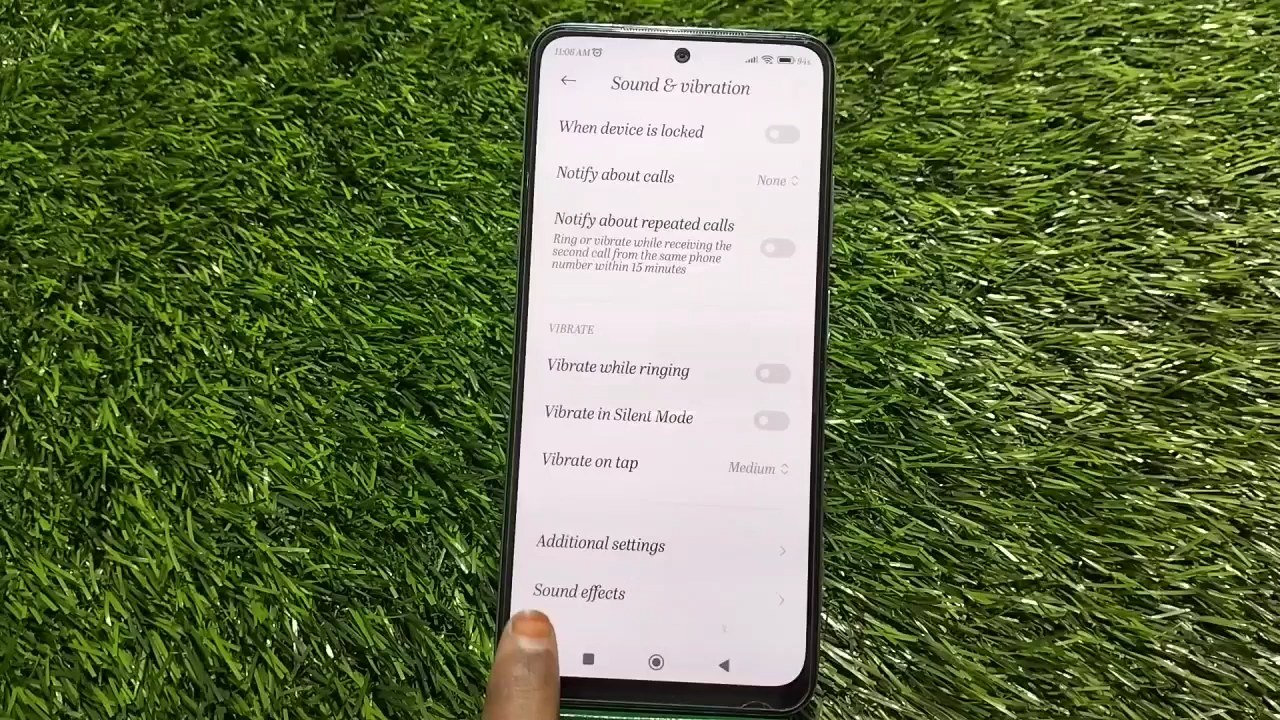 11:08 AM
94%
Sound & vibration
When device is locked
Notify about calls
None
Notify about repeated calls
Ring or vibrate while receiving the
second call from the same phone
number within 15 minutes
VIBRATE
Vibrate while ringing
Vibrate in Silent Mode
Vibrate on tap
Medium
Additional settings
Sound effects